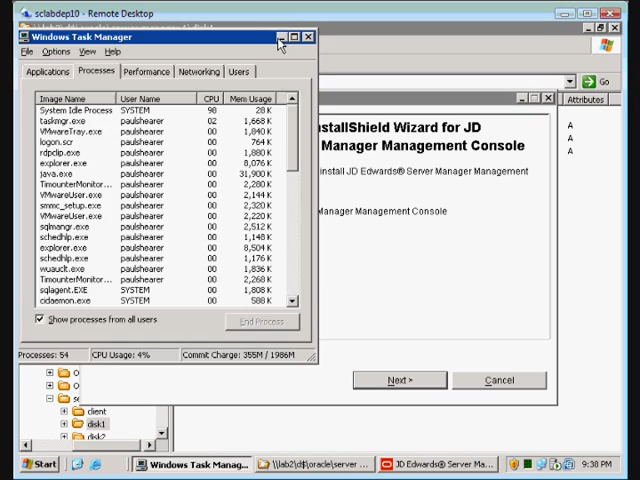 sclabdep10 - Remote Desktop
Windows Task Manager
File Options View Help
Applications Processes Performance Networking Users
Image Name User Name CPU Mem Usage
System Idle Process SYSTEM 98 28 K
taskmgr.exe paulshearer 02 1,668 K
VMwareTray.exe paulshearer 00 1,840 K
logon.scr paulshearer 00 764 K
rdpclip.exe paulshearer 00 1,880 K
explorer.exe paulshearer 00 8,076 K
java.exe paulshearer 00 31,900 K
TimounterMonitor... paulshearer 00 2,280 K
VMwareUser.exe paulshearer 00 2,144 K
smmc_setup.exe paulshearer 00 2,320 K
VMwareUser.exe paulshearer 00 2,220 K
sqlmangr.exe paulshearer 00 2,512 K
schedhlp.exe paulshearer 00 1,148 K
explorer.exe paulshearer 00 8,504 K
schedhlp.exe paulshearer 00 1,176 K
wuauclt.exe paulshearer 00 1,836 K
TimounterMonitor... paulshearer 00 2,268 K
sqlagent.EXE SYSTEM 00 1,808 K
cidaemon.exe SYSTEM 00 588 K
Show processes from all users
End Process
Processes: 54 CPU Usage: 4% Commit Charge: 355M / 1986M
Go
Attributes
A
A
A
nstallShield Wizard for JD
Manager Management Console
install JD Edwards® Server Manager Management
Manager Management Console
Next >
Cancel
client
disk1
disk2
Start
Windows Task Manag...
\\lab2\d$\oracle\server ...
JD Edwards® Server Ma...
9:38 PM